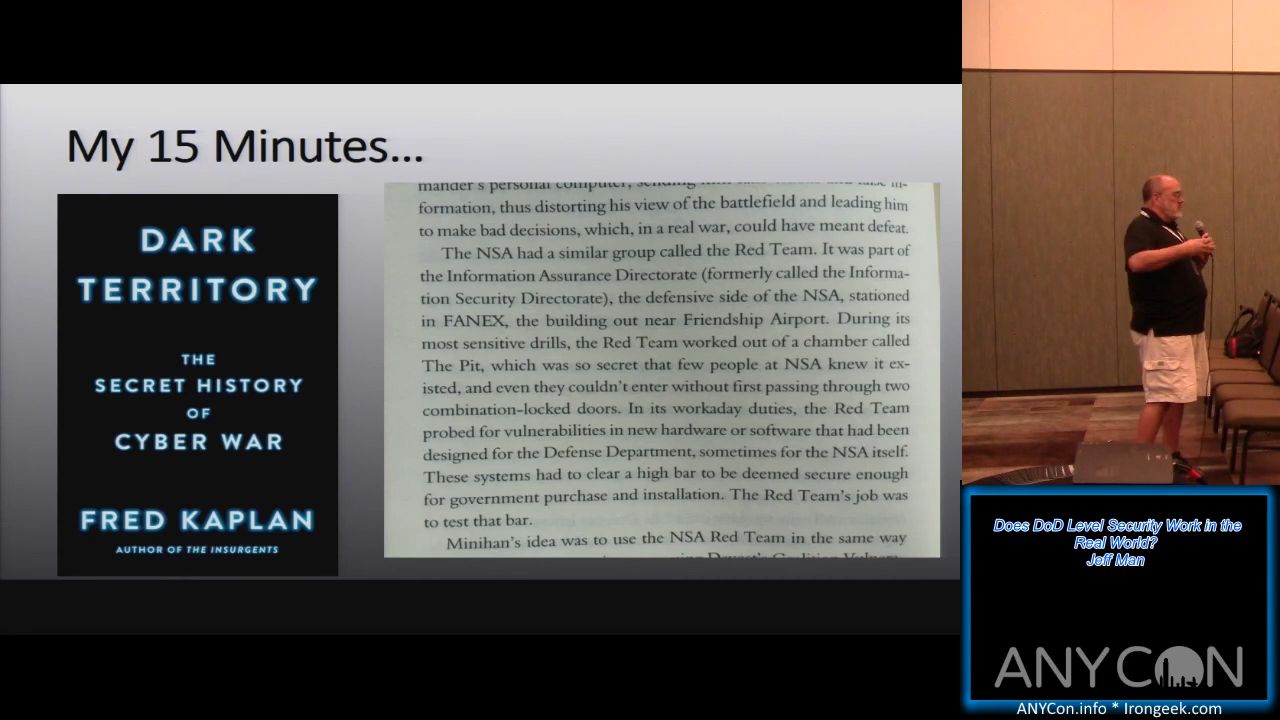 My 15 Minutes...
DARK
TERRITORY
THE
SECRET HISTORY
OF
CYBER WAR
FRED KAPLAN
AUTHOR OF THE INSURGENTS
mander's personal computer, sending him
formation, thus distorting his view of the battlefield and leading him
to make bad decisions, which, in a real war, could have meant defeat.
The NSA had a similar group called the Red Team. It was part of
the Information Assurance Directorate (formerly called the Informa-
tion Security Directorate), the defensive side of the NSA, stationed
in FANEX, the building out near Friendship Airport. During its
most sensitive drills, the Red Team worked out of a chamber called
The Pit, which was so secret that few people at NSA knew it ex-
isted, and even they couldn't enter without first passing through two
combination-locked doors. In its workaday duties, the Red Team
probed for vulnerabilities in new hardware or software that had been
designed for the Defense Department, sometimes for the NSA itself.
These systems had to clear a high bar to be deemed secure enough
for government purchase and installation. The Red Team's job was
to test that bar.
Minihan's idea was to use the NSA Red Team in the same way
Does DoD Level Security Work in the
Real World?
Jeff Man
ANYCON
ANYCon.info * Irongeek.com